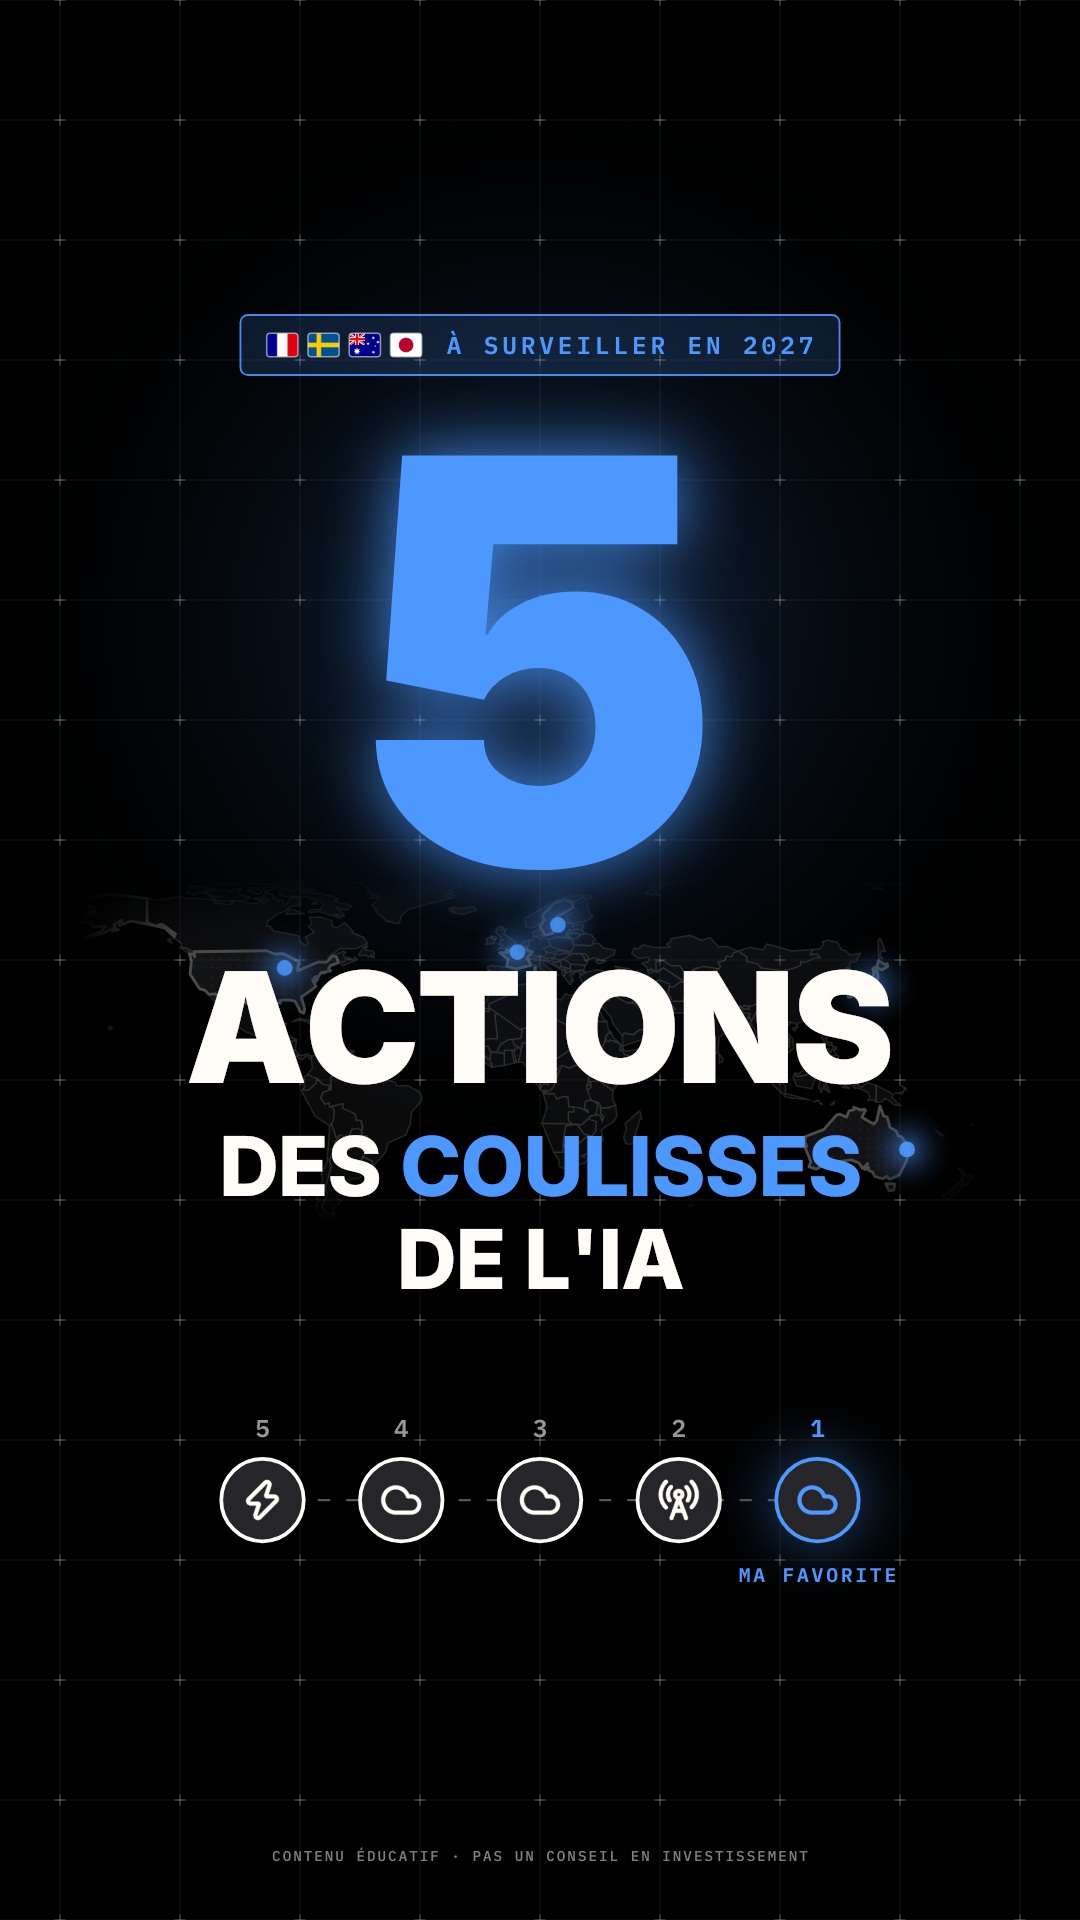 À SURVEILLER EN 2027
5
ACTIONS
DES COULISSES
DE L'IA
5 4 3 2 1
MA FAVORITE
CONTENU ÉDUCATIF · PAS UN CONSEIL EN INVESTISSEMENT